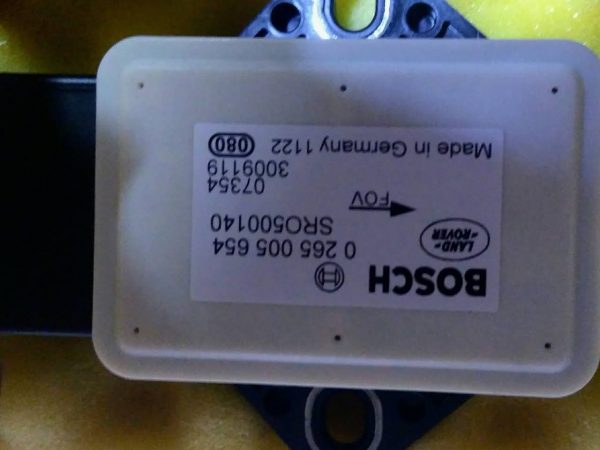 BOSCH
LAND-
-ROVER
0 265 005 654
SRO500140
FOV
07354
3009119
Made in Germany 1122 080